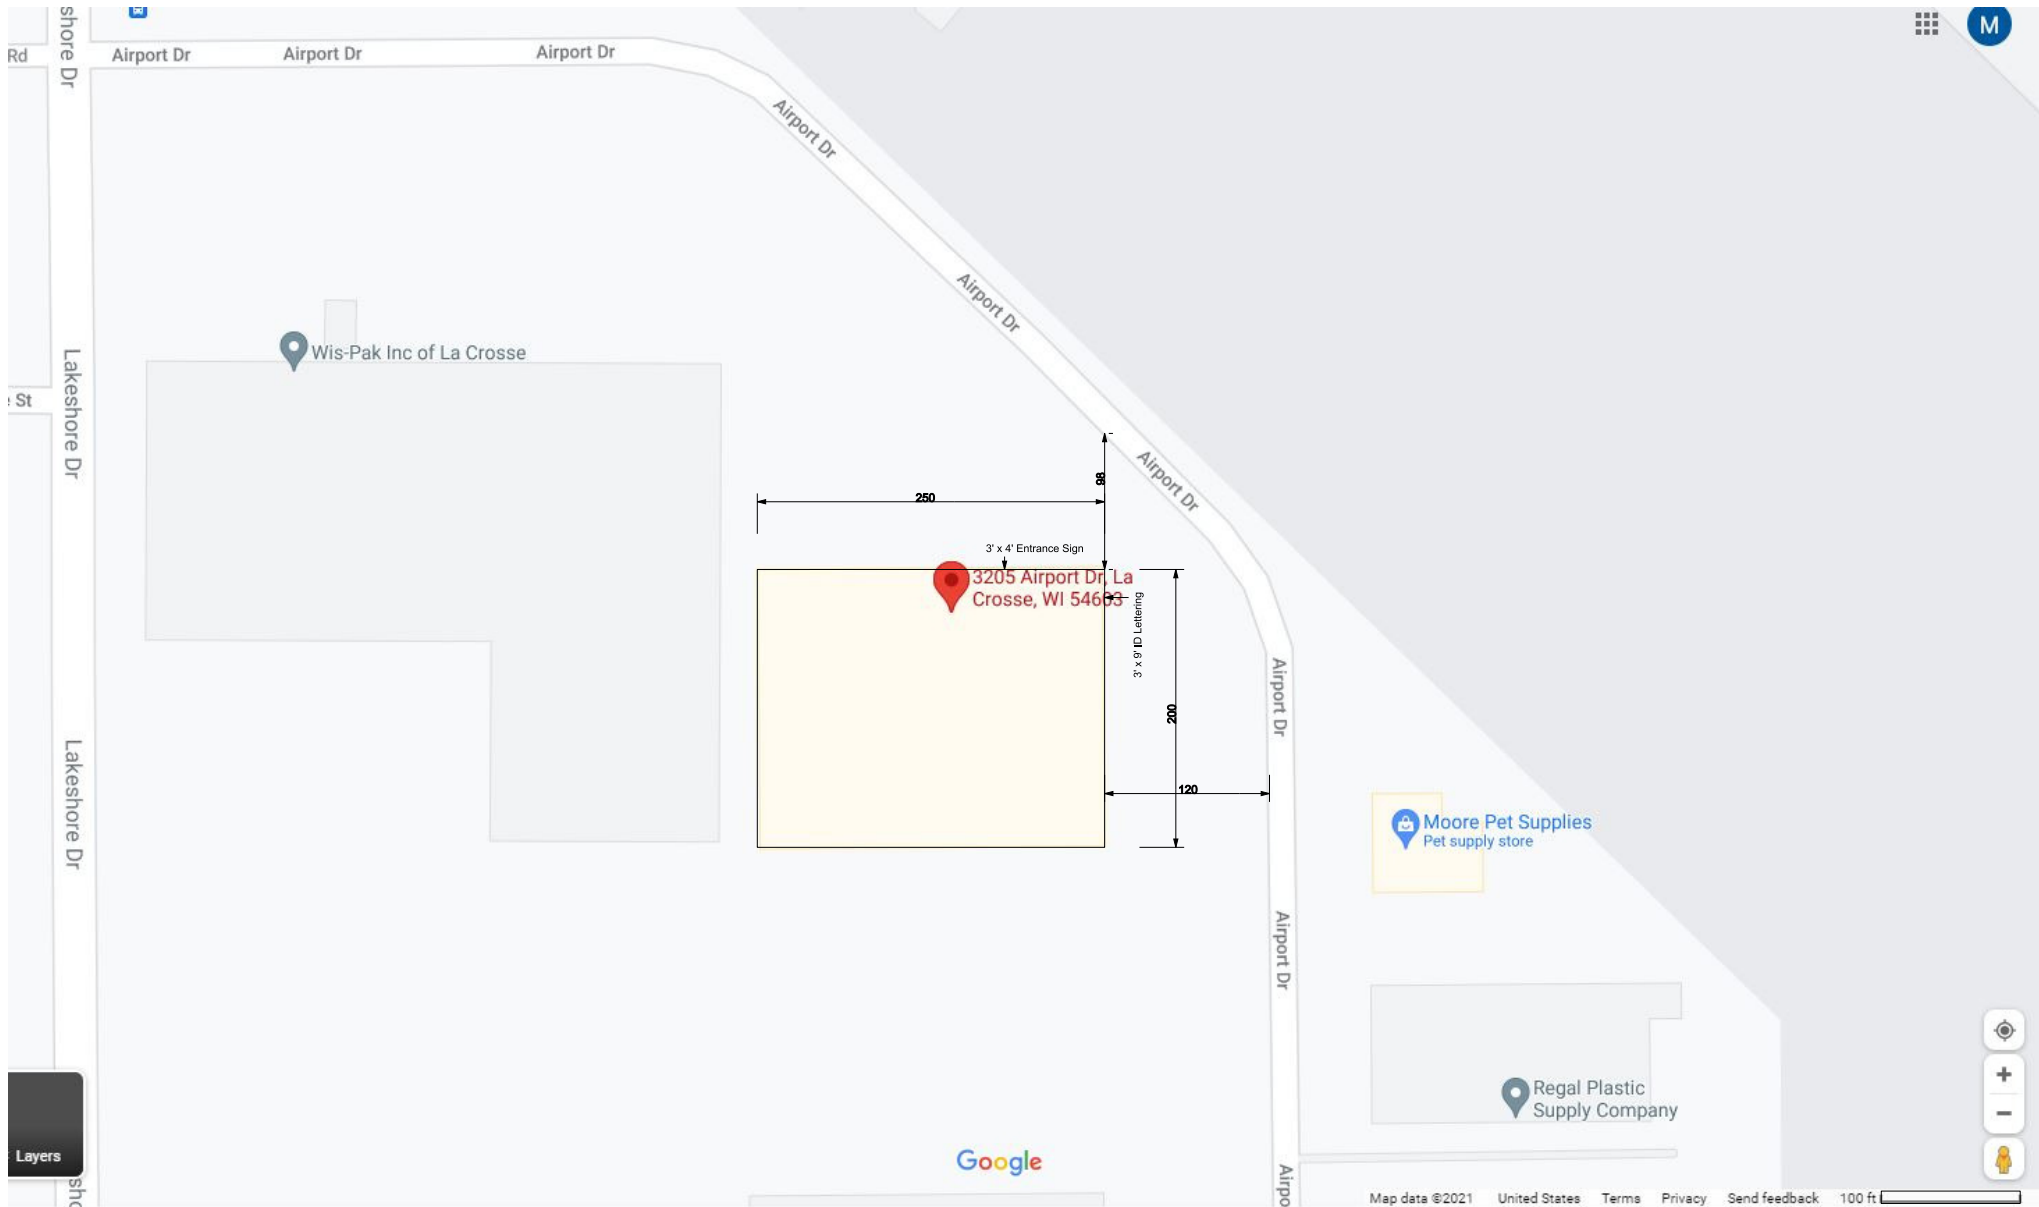 shore Dr
Rd
Airport Dr
Airport Dr
Airport Dr
M
Airport Dr
Airport Dr
Wis-Pak Inc of La Crosse
Lakeshore Dr
St
Airport Dr
98
250
3' x 4' Entrance Sign
3205 Airport Dr, La
Crosse, WI 54603
3' x 9' ID Lettering
Airport Dr
200
Lakeshore Dr
120
Moore Pet Supplies
Pet supply store
Airport Dr
Regal Plastic
Supply Company
Layers
Google
Airpo
sho
Map data ©2021 United States Terms Privacy Send feedback 100 ft